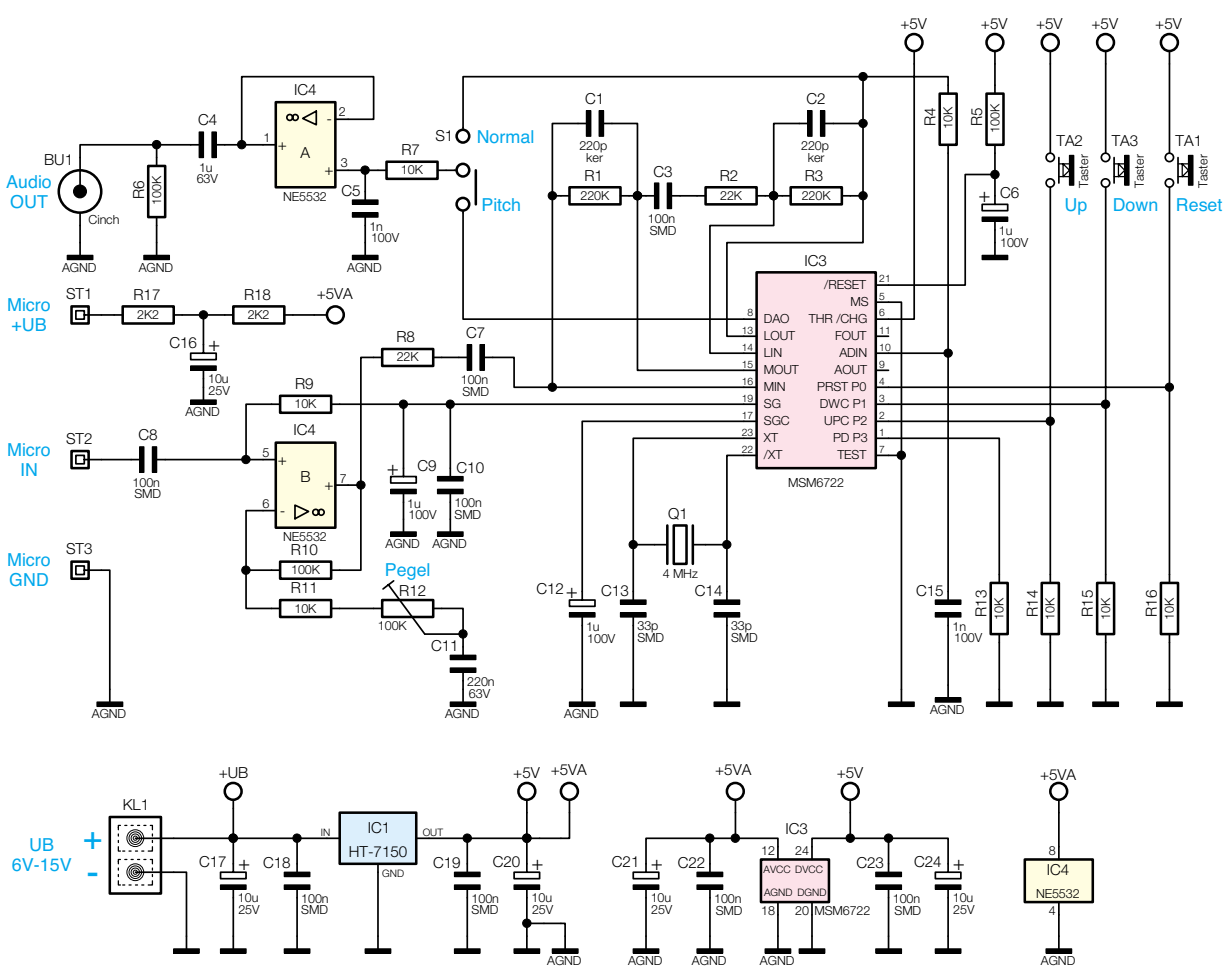 +5V
+5V
+5V
+5V
+5V
IC4
2
-
8
1
+
A
3
+
NE5532
C4
1u
63V
BU1
Audio
OUT
Cinch
R6
100K
AGND
AGND
C5
1n
100V
AGND
R7
10K
S1
Normal
Pitch
C1
220p
ker
R1
220K
C3
100n
SMD
R2
22K
C2
220p
ker
R3
220K
R4
10K
R5
100K
C6
+
1u
100V
TA2
Taster
Up
TA3
Taster
Down
TA1
Taster
Reset
Micro
+UB
ST1
R17
2K2
R18
2K2
+5VA
C16
+
10u
25V
AGND
R8
22K
C7
100n
SMD
R9
10K
IC3
/RESET 21
MS 5
8 DAO THR /CHG 6
13 LOUT FOUT 11
14 LIN ADIN 10
15 MOUT AOUT 9
16 MIN PRST P0 4
19 SG DWC P1 3
17 SGC UPC P2 2
23 XT PD P3 1
22 /XT TEST 7
MSM6722
Micro
IN
ST2
C8
100n
SMD
IC4
5
+
B
+
7
6
-
8
NE5532
C9
+
1u
100V
AGND
C10
100n
SMD
AGND
R10
100K
R11
10K
Pegel
R12
100K
C11
220n
63V
AGND
Micro
GND
ST3
AGND
Q1
4 MHz
C12
+
1u
100V
AGND
C13
33p
SMD
C14
33p
SMD
C15
1n
100V
AGND
R13
10K
R14
10K
R15
10K
R16
10K
UB
6V-15V
+
-
KL1
+UB
C17
+
10u
25V
C18
100n
SMD
IN
IC1
HT-7150
OUT
GND
C19
100n
SMD
+5V
+5VA
C20
+
10u
25V
AGND
+5VA
+5V
C21
+
10u
25V
AGND
C22
100n
SMD
AGND
IC3
12
24
AVCC DVCC
AGND DGND
18
20
MSM6722
AGND
C23
100n
SMD
C24
+
10u
25V
+5VA
8
IC4
NE5532
4
AGND